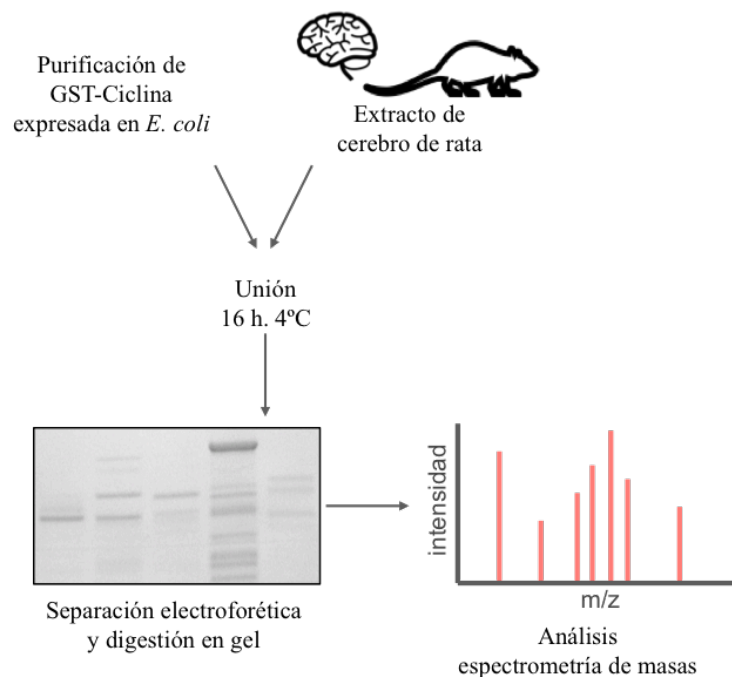 Purificación de
GST-Ciclina
expresada en E. coli
Extracto de
cerebro de rata
Unión
16 h. 4ºC
intensidad
m/z
Separación electroforética
y digestión en gel
Análisis
espectrometría de masas